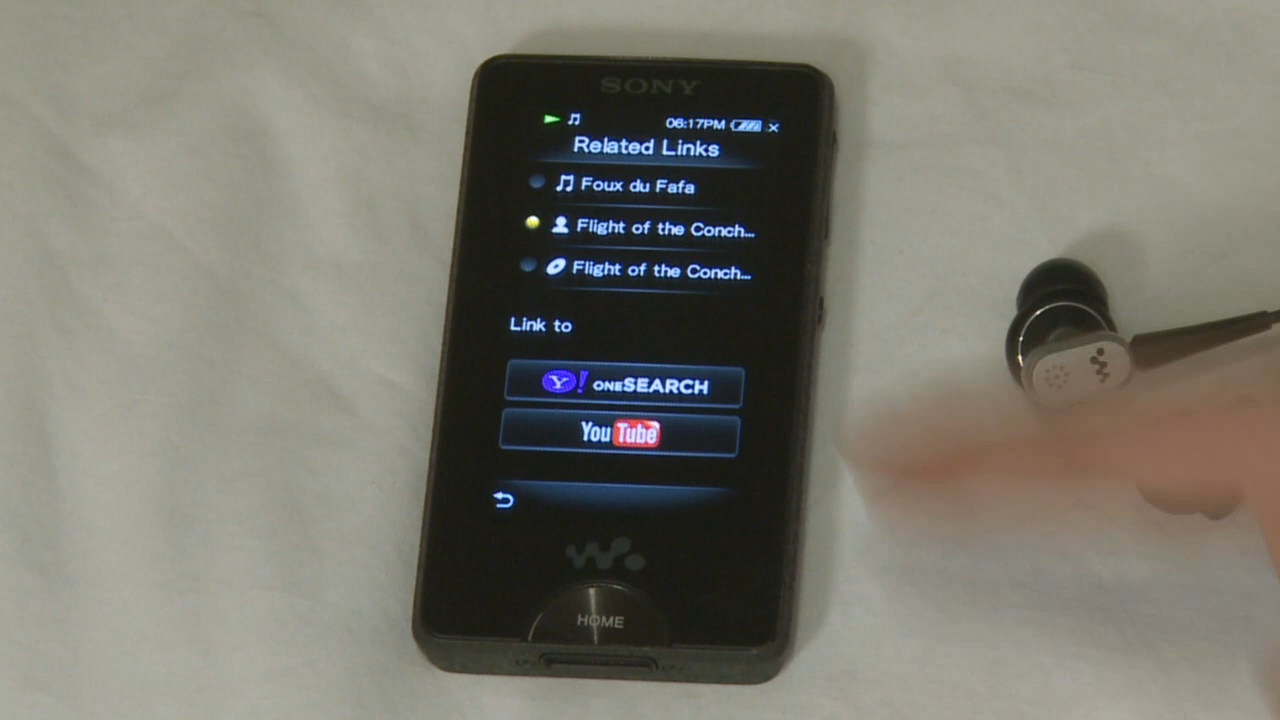 SONY
06:17PM
Related Links
Foux du Fafa
Flight of the Conch...
Flight of the Conch...
Link to
Y! ONESEARCH
YouTube
HOME